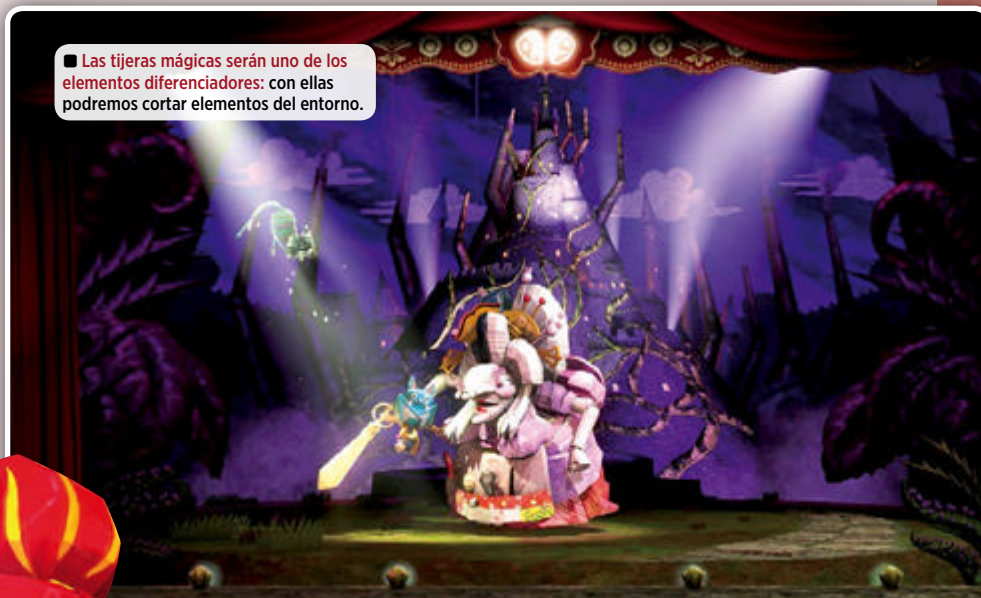 ■ Las tijeras mágicas serán uno de los
elementos diferenciadores: con ellas
podremos cortar elementos del entorno.